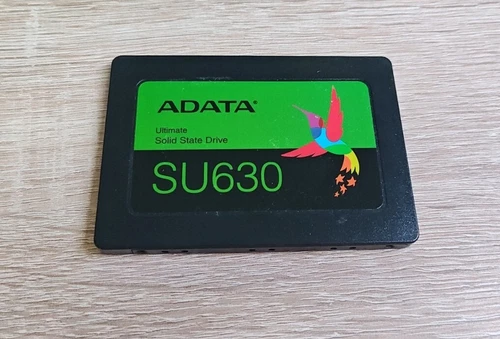 ADATA
Ultimate
Solid State Drive
SU630